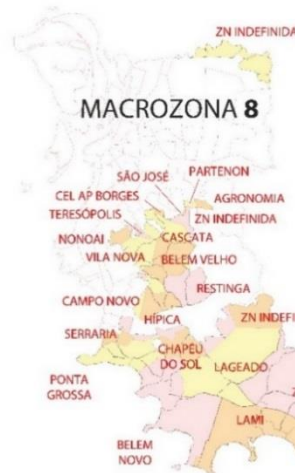 ZN INDEFINIDA
MACROZONA 8
PARTENON
SÃO JOSÉ
CEL AP BORGES
AGRONOMIA
TERESÓPOLIS
ZN INDEFINIDA
NONOAI
CASCATA
VILA NOVA
BELEM VELHO
RESTINGA
CAMPO NOVO
HÍPICA
ZN INDEFI
SERRARIA
CHAPÉU
DO SOL
LAGEADO
PONTA
GROSSA
LAMI
BELEM
NOVO